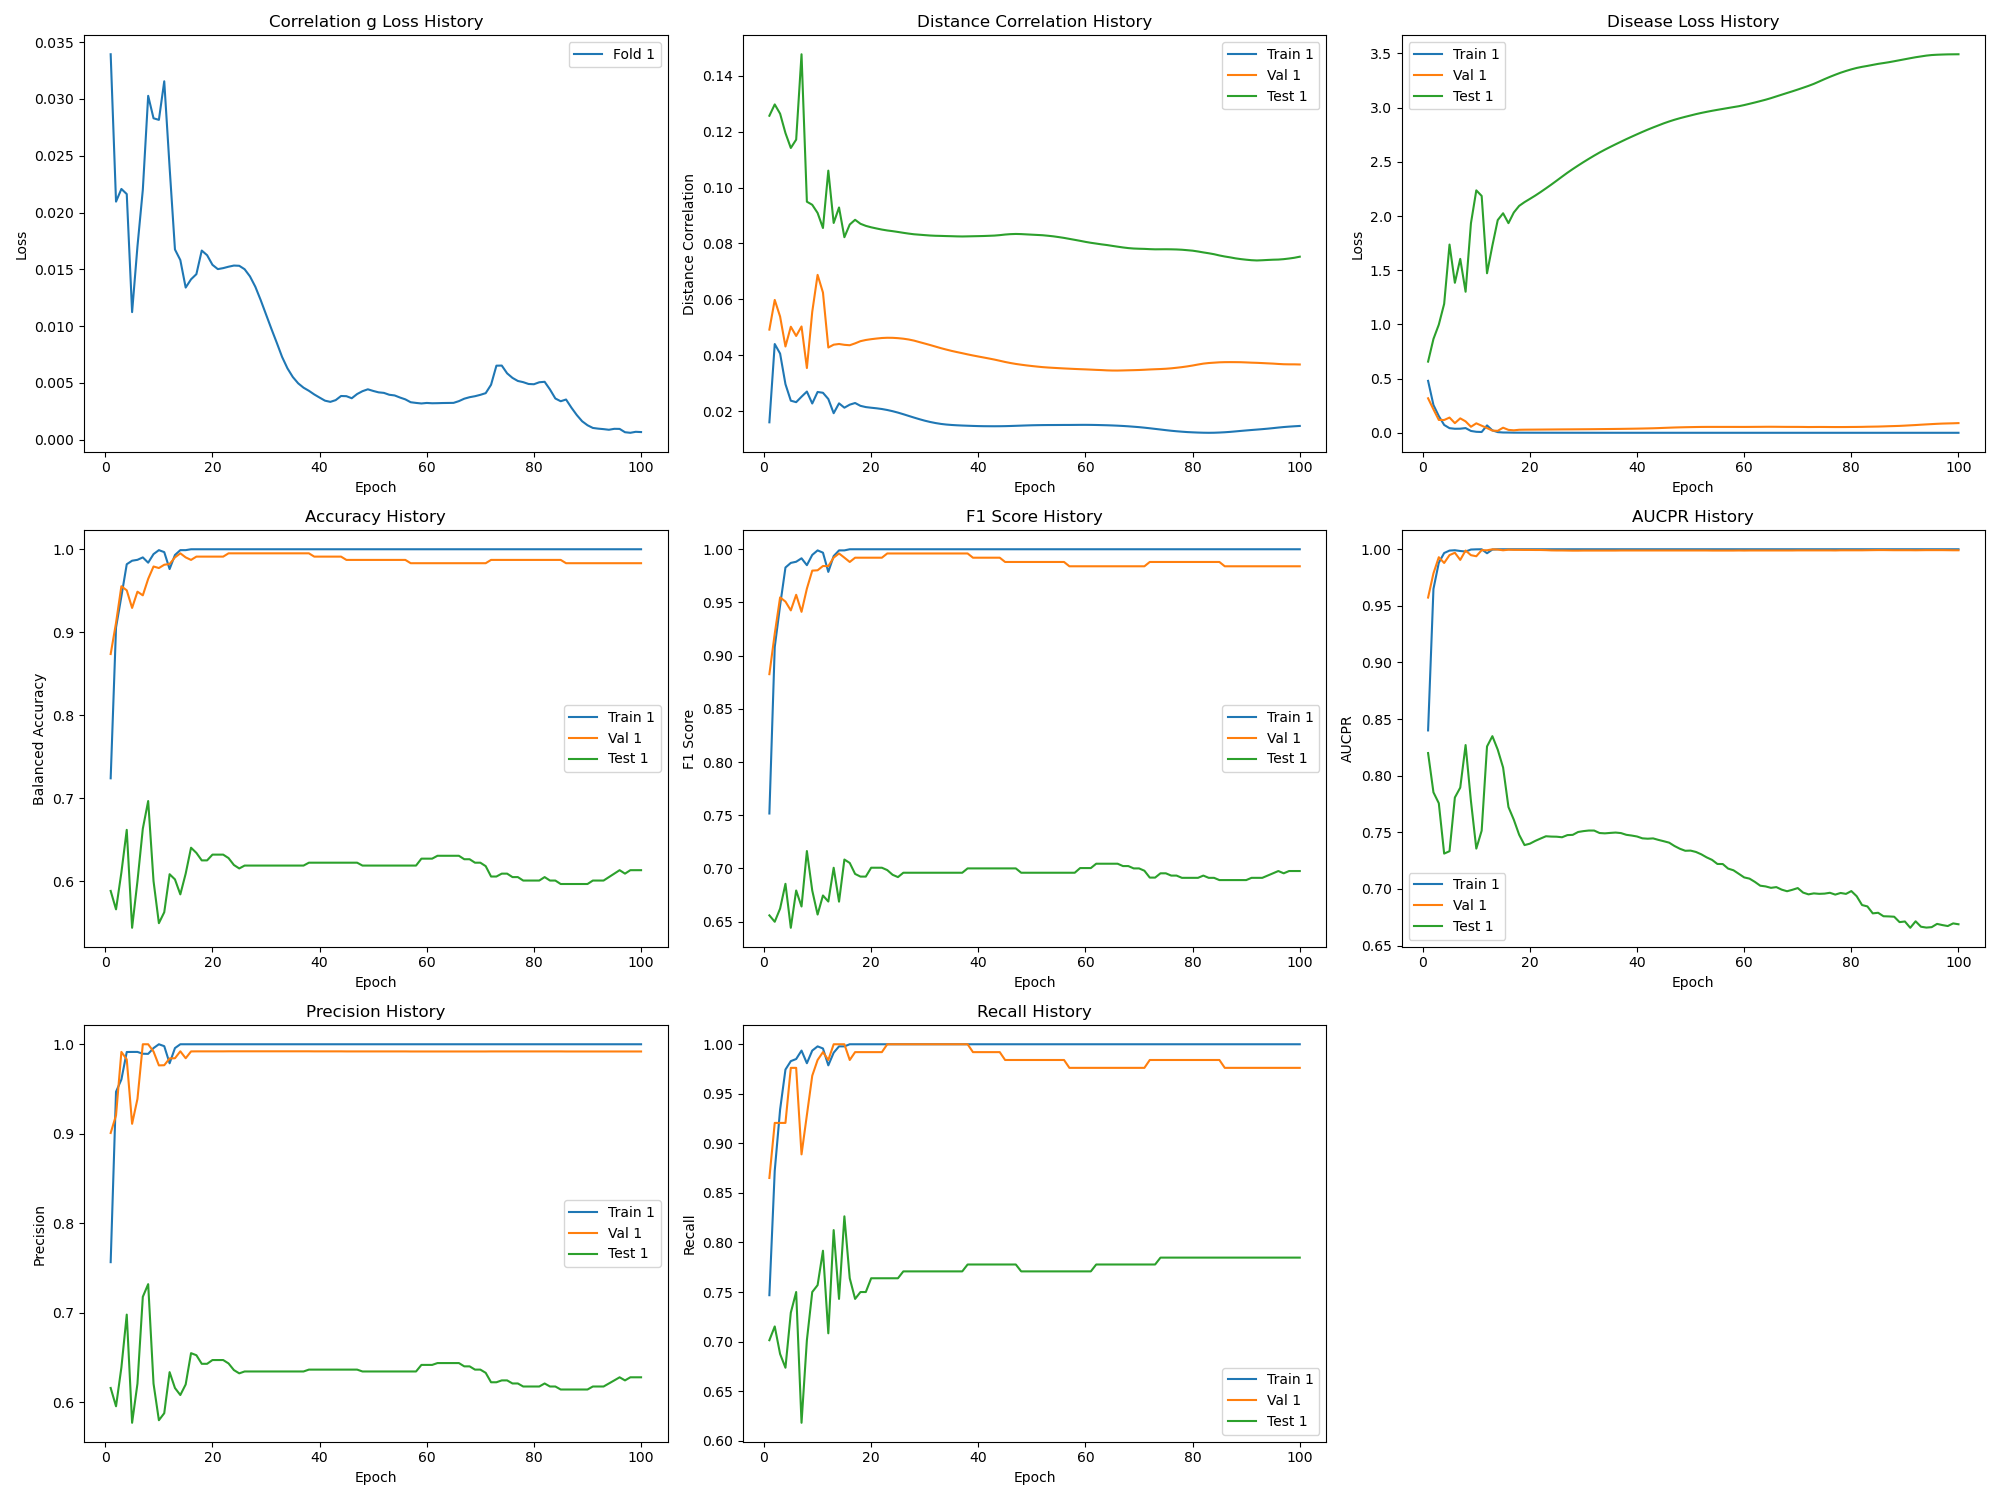 Correlation g Loss History
Loss
0.035
0.030
0.025
0.020
0.015
0.010
0.005
0.000
Fold 1
0 20 40 60 80 100
Epoch
Distance Correlation History
Distance Correlation
0.14
0.12
0.10
0.08
0.06
0.04
0.02
Train 1
Val 1
Test 1
0 20 40 60 80 100
Epoch
Disease Loss History
Loss
3.5
3.0
2.5
2.0
1.5
1.0
0.5
0.0
Train 1
Val 1
Test 1
0 20 40 60 80 100
Epoch
Accuracy History
Balanced Accuracy
1.0
0.9
0.8
0.7
0.6
Train 1
Val 1
Test 1
0 20 40 60 80 100
Epoch
F1 Score History
F1 Score
1.00
0.95
0.90
0.85
0.80
0.75
0.70
0.65
Train 1
Val 1
Test 1
0 20 40 60 80 100
Epoch
AUCPR History
AUCPR
1.00
0.95
0.90
0.85
0.80
0.75
0.70
0.65
Train 1
Val 1
Test 1
0 20 40 60 80 100
Epoch
Precision History
Precision
1.0
0.9
0.8
0.7
0.6
Train 1
Val 1
Test 1
0 20 40 60 80 100
Epoch
Recall History
Recall
1.00
0.95
0.90
0.85
0.80
0.75
0.70
0.65
0.60
Train 1
Val 1
Test 1
0 20 40 60 80 100
Epoch